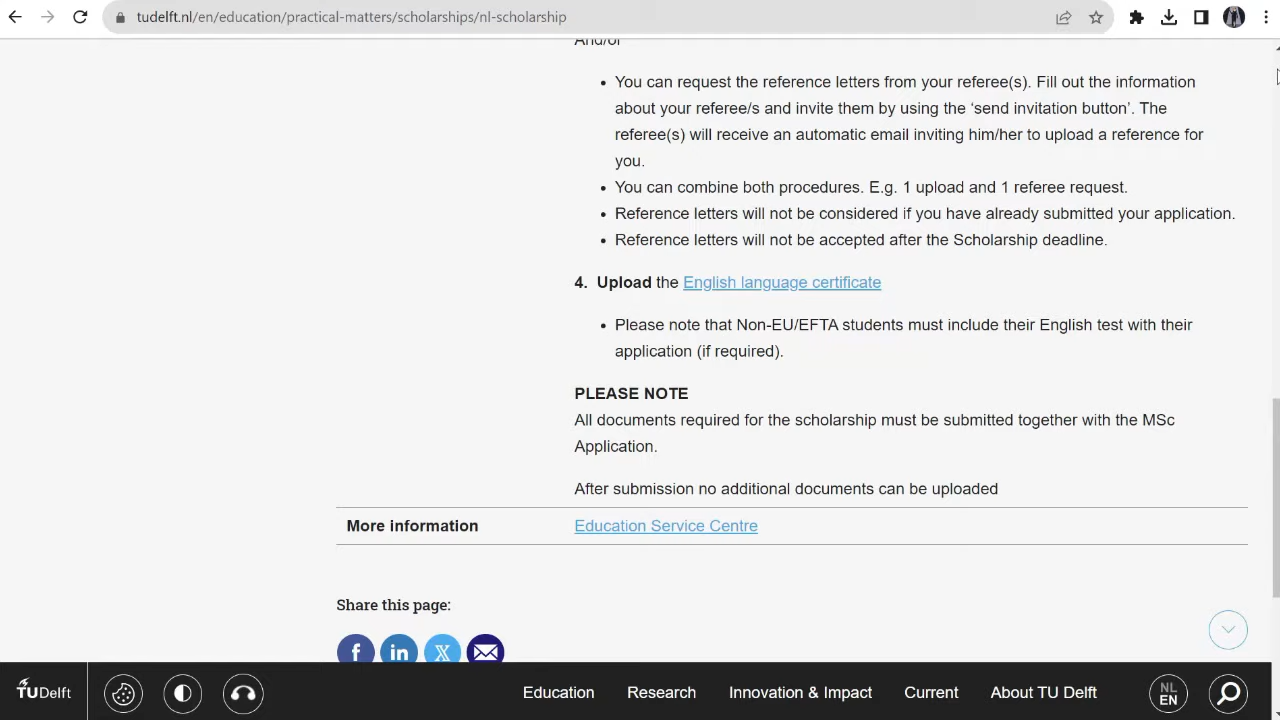 tudelft.nl/en/education/practical-matters/scholarships/nl-scholarship
And/or
• You can request the reference letters from your referee(s). Fill out the information
about your referee/s and invite them by using the ‘send invitation button’. The
referee(s) will receive an automatic email inviting him/her to upload a reference for
you.
• You can combine both procedures. E.g. 1 upload and 1 referee request.
• Reference letters will not be considered if you have already submitted your application.
• Reference letters will not be accepted after the Scholarship deadline.
4. Upload the English language certificate
• Please note that Non-EU/EFTA students must include their English test with their
application (if required).
PLEASE NOTE
All documents required for the scholarship must be submitted together with the MSc
Application.
After submission no additional documents can be uploaded
More information Education Service Centre
Share this page:
f in X
TUDelft Education Research Innovation & Impact Current About TU Delft NL
EN